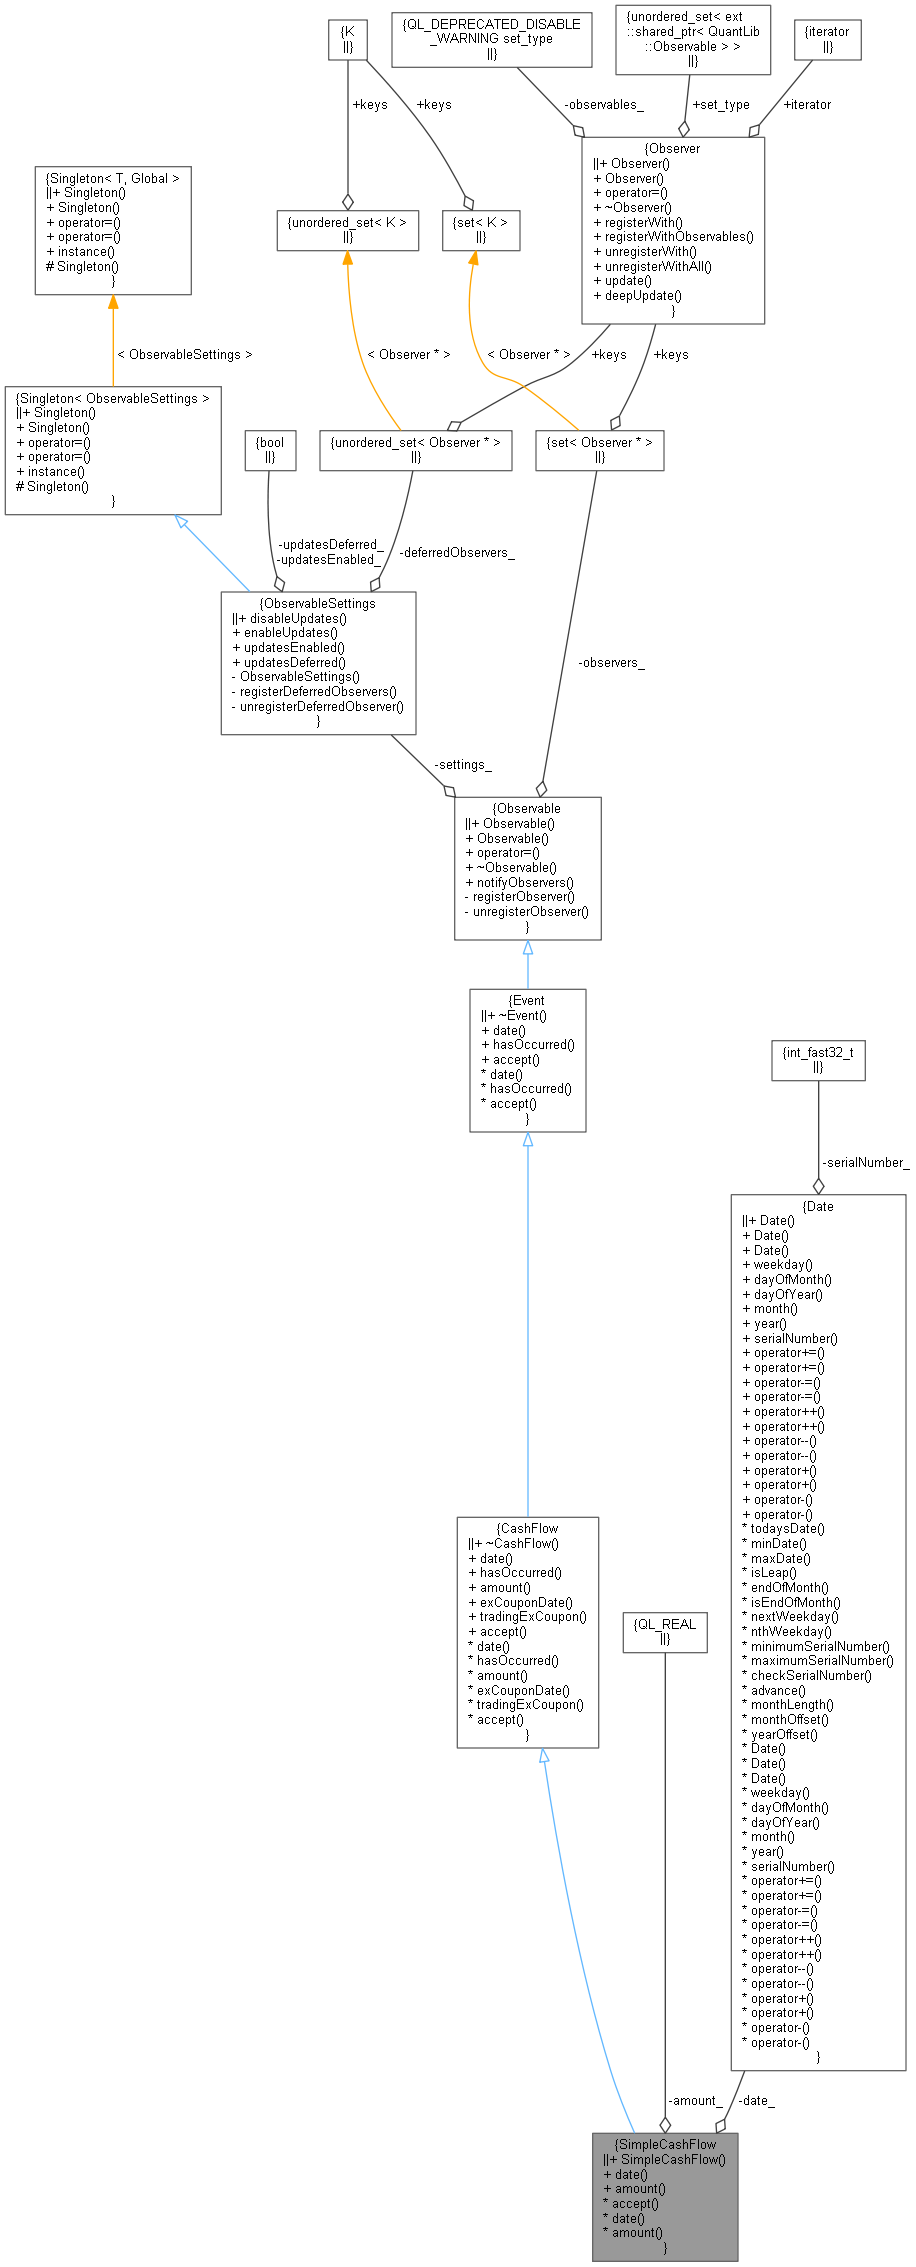 {K
||}
{QL_DEPRECATED_DISABLE
_WARNING set_type
||}
{unordered_set< ext
::shared_ptr< QuantLib
::Observable > >
||}
{iterator
||}
+keys
+keys
-observables_
+set_type
+iterator
{Singleton< T, Global >
||+ Singleton()
+ Singleton()
+ operator=()
+ operator=()
+ instance()
# Singleton()
}
{unordered_set< K >
||}
{set< K >
||}
{Observer
||+ Observer()
+ Observer()
+ operator=()
+ ~Observer()
+ registerWith()
+ registerWithObservables()
+ unregisterWith()
+ unregisterWithAll()
+ update()
+ deepUpdate()
}
< ObservableSettings >
< Observer * >
< Observer * >
+keys
+keys
{Singleton< ObservableSettings >
||+ Singleton()
+ Singleton()
+ operator=()
+ operator=()
+ instance()
# Singleton()
}
{bool
||}
{unordered_set< Observer * >
||}
{set< Observer * >
||}
-updatesDeferred_
-updatesEnabled_
-deferredObservers_
{ObservableSettings
||+ disableUpdates()
+ enableUpdates()
+ updatesEnabled()
+ updatesDeferred()
- ObservableSettings()
- registerDeferredObservers()
- unregisterDeferredObserver()
}
-observers_
-settings_
{Observable
||+ Observable()
+ Observable()
+ operator=()
+ ~Observable()
+ notifyObservers()
- registerObserver()
- unregisterObserver()
}
{Event
||+ ~Event()
+ date()
+ hasOccurred()
+ accept()
* date()
* hasOccurred()
* accept()
}
{int_fast32_t
||}
-serialNumber_
{Date
||+ Date()
+ Date()
+ Date()
+ weekday()
+ dayOfMonth()
+ dayOfYear()
+ month()
+ year()
+ serialNumber()
+ operator+=()
+ operator+=()
+ operator-=()
+ operator-=()
+ operator++()
+ operator++()
+ operator--()
+ operator--()
+ operator+()
+ operator+()
+ operator-()
+ operator-()
* todaysDate()
* minDate()
* maxDate()
* isLeap()
* endOfMonth()
* isEndOfMonth()
* nextWeekday()
* nthWeekday()
* minimumSerialNumber()
* maximumSerialNumber()
* checkSerialNumber()
* advance()
* monthLength()
* monthOffset()
* yearOffset()
* Date()
* Date()
* Date()
* weekday()
* dayOfMonth()
* dayOfYear()
* month()
* year()
* serialNumber()
* operator+=()
* operator+=()
* operator-=()
* operator-=()
* operator++()
* operator++()
* operator--()
* operator--()
* operator+()
* operator+()
* operator-()
* operator-()
}
{CashFlow
||+ ~CashFlow()
+ date()
+ hasOccurred()
+ amount()
+ exCouponDate()
+ tradingExCoupon()
+ accept()
* date()
* hasOccurred()
* amount()
* exCouponDate()
* tradingExCoupon()
* accept()
}
{QL_REAL
||}
-amount_
-date_
{SimpleCashFlow
||+ SimpleCashFlow()
+ date()
+ amount()
* accept()
* date()
* amount()
}